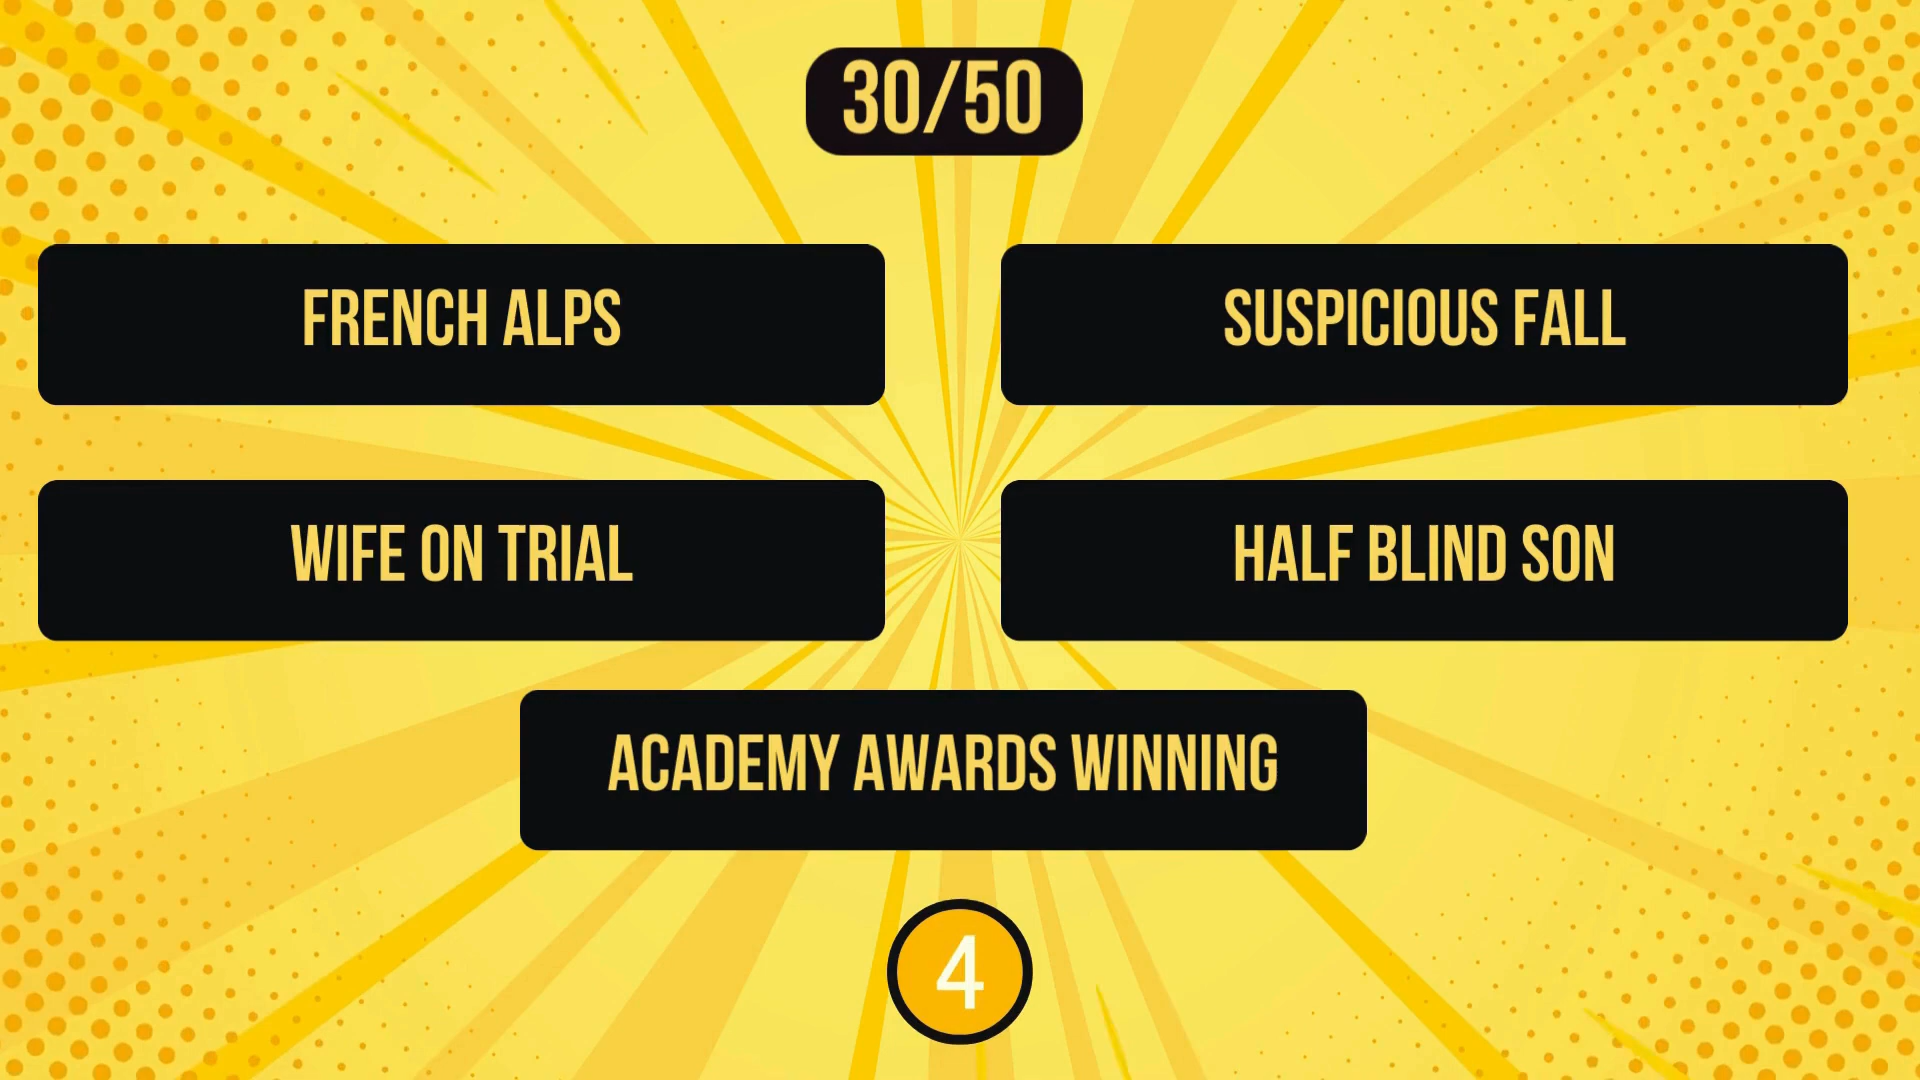 30/50
FRENCH ALPS
SUSPICIOUS FALL
WIFE ON TRIAL
HALF BLIND SON
ACADEMY AWARDS WINNING
4